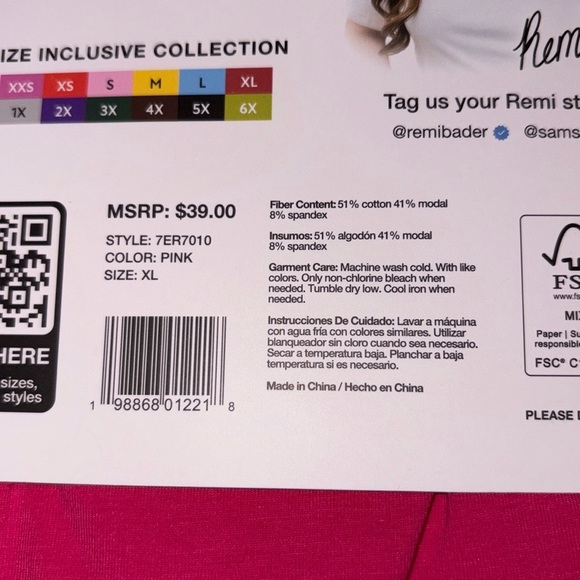 IZE INCLUSIVE COLLECTION
XXS XS S M L XL
1X 2X 3X 4X 5X 6X
Remi
Tag us your Remi st
@remibader @sams
HERE
sizes,
styles
MSRP: $39.00
STYLE: 7ER7010
COLOR: PINK
SIZE: XL
1 98868 01221 8
Fiber Content: 51% cotton 41% modal
8% spandex
Insumos: 51% algodón 41% modal
8% spandex
Garment Care: Machine wash cold. With like
colors. Only non-chlorine bleach when
needed. Tumble dry low. Cool iron when
needed.
Instrucciones De Cuidado: Lavar a máquina
con agua fría con colores similares. Utilizar
blanqueador sin cloro cuando sea necesario.
Secar a temperatura baja. Planchar a baja
temperatura si es necesario.
Made in China / Hecho en China
FS
www.fs
MI
Paper | Su
responsibl
FSC® C1
PLEASE